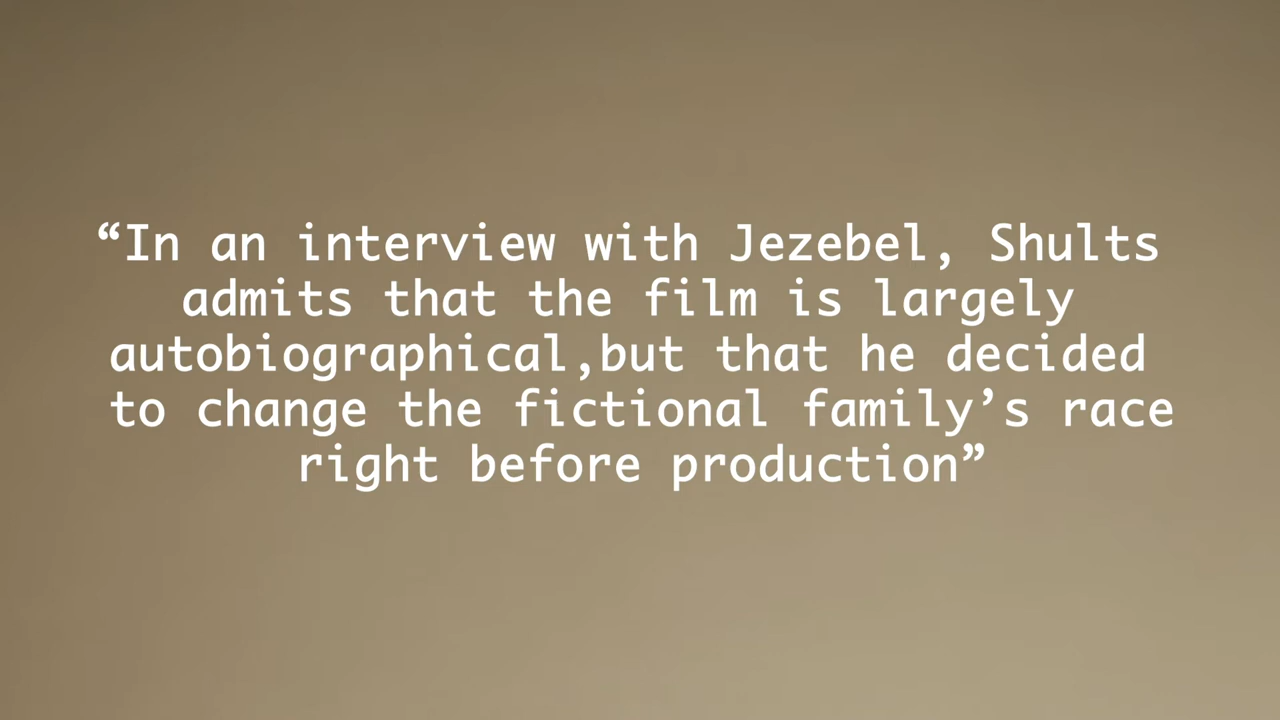 “In an interview with Jezebel, Shults
admits that the film is largely
autobiographical,but that he decided
to change the fictional family’s race
right before production”